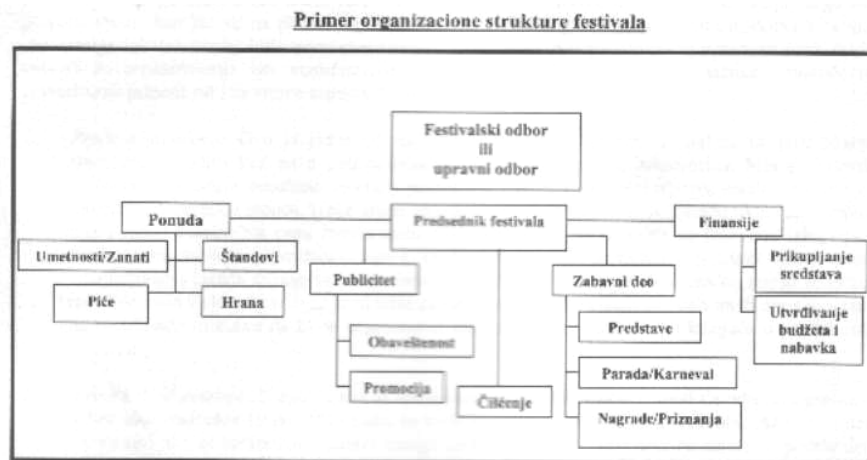 Primer organizacione strukture festivala
Festivalski odbor
ili
upravni odbor
Ponuda
Predsednik festivala
Finansije
Umetnosti/Zanati
Štandovi
Piće
Hrana
Publicitet
Obaveštenost
Promocija
Čišćenje
Zabavni deo
Predstave
Parada/Karneval
Nagrade/Priznanja
Prikupljanje
sredstava
Utvrđivanje
budžeta i
nabavka